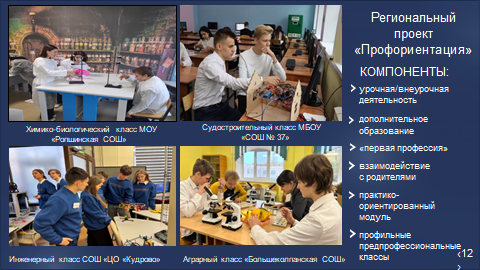 Региональный
проект
«Профориентация»
КОМПОНЕНТЫ:
урочная/внеурочная
деятельность
дополнительное
образование
«первая профессия»
взаимодействие
с родителями
практико-
ориентированный
модуль
профильные
предпрофессиональные
классы
Химико-биологический класс МОУ
«Ропшинская СОШ»
Судостроительный класс МБОУ
«СОШ № 37»
Инженерный класс СОШ «ЦО «Кудрово»
Аграрный класс «Большеколпанская СОШ»
‹12
›